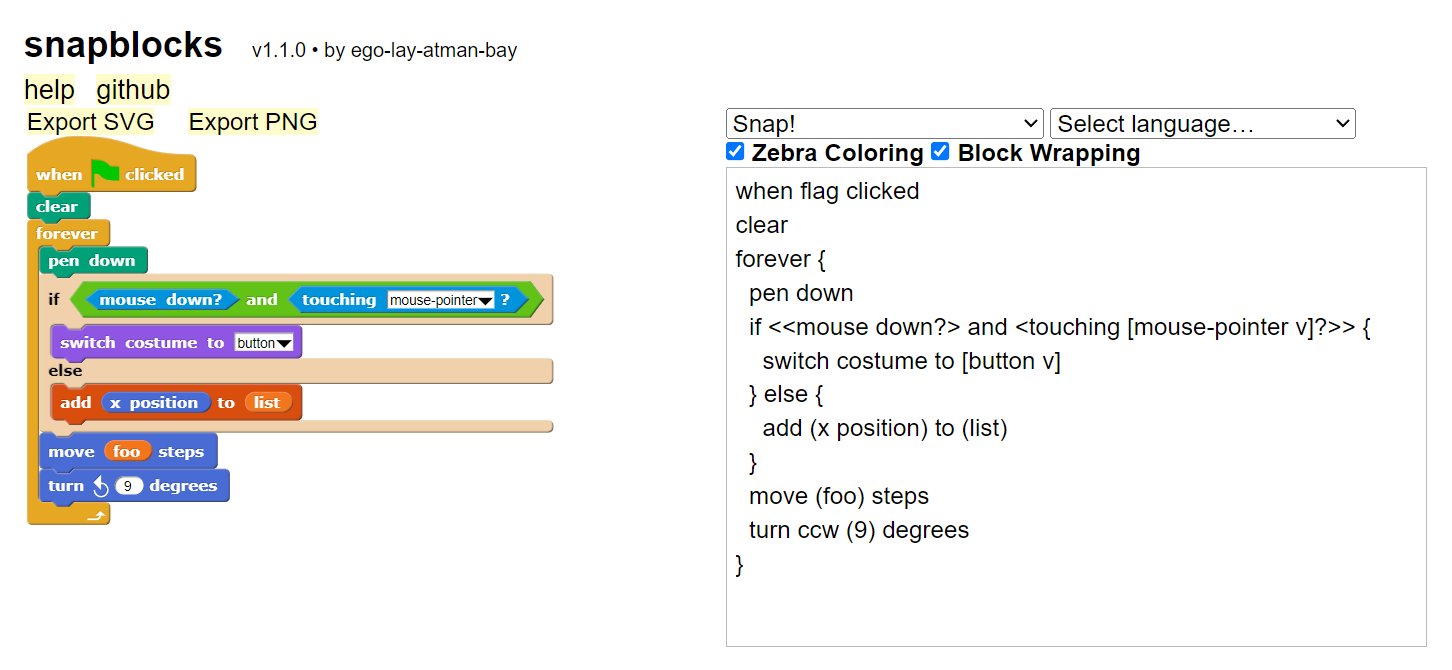 snapblocks v1.1.0 • by ego-lay-atman-bay
help github
Export SVG Export PNG
when clicked
clear
forever
pen down
if mouse down? and touching mouse-pointer ?
switch costume to button
else
add x position to list
move foo steps
turn 9 degrees
Snap! Select language…
Zebra Coloring Block Wrapping
when flag clicked
clear
forever {
pen down
if <<mouse down?> and <touching [mouse-pointer v]?>> {
switch costume to [button v]
} else {
add (x position) to (list)
}
move (foo) steps
turn ccw (9) degrees
}